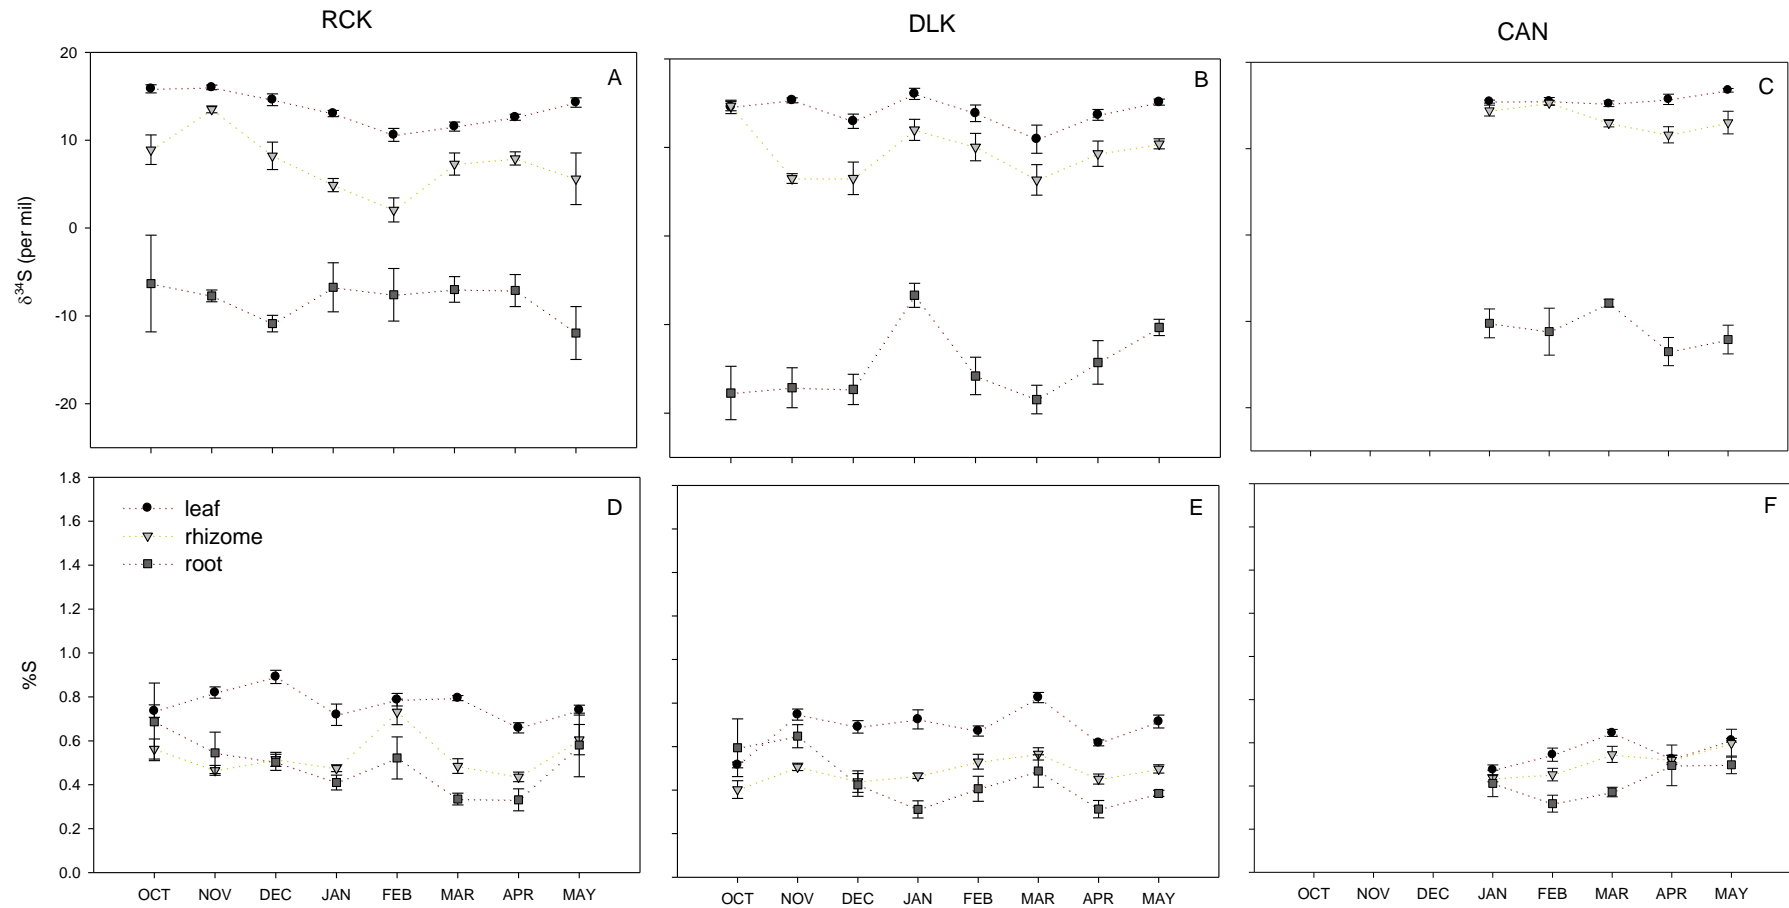 RCK
DLK
CAN
A
B
C
20
10
0
-10
-20
δ³⁴S (per mil)
D
E
F
1.8
1.6
1.4
1.2
1.0
0.8
0.6
0.4
0.2
0.0
%S
leaf
rhizome
root
OCT NOV DEC JAN FEB MAR APR MAY
OCT NOV DEC JAN FEB MAR APR MAY
OCT NOV DEC JAN FEB MAR APR MAY